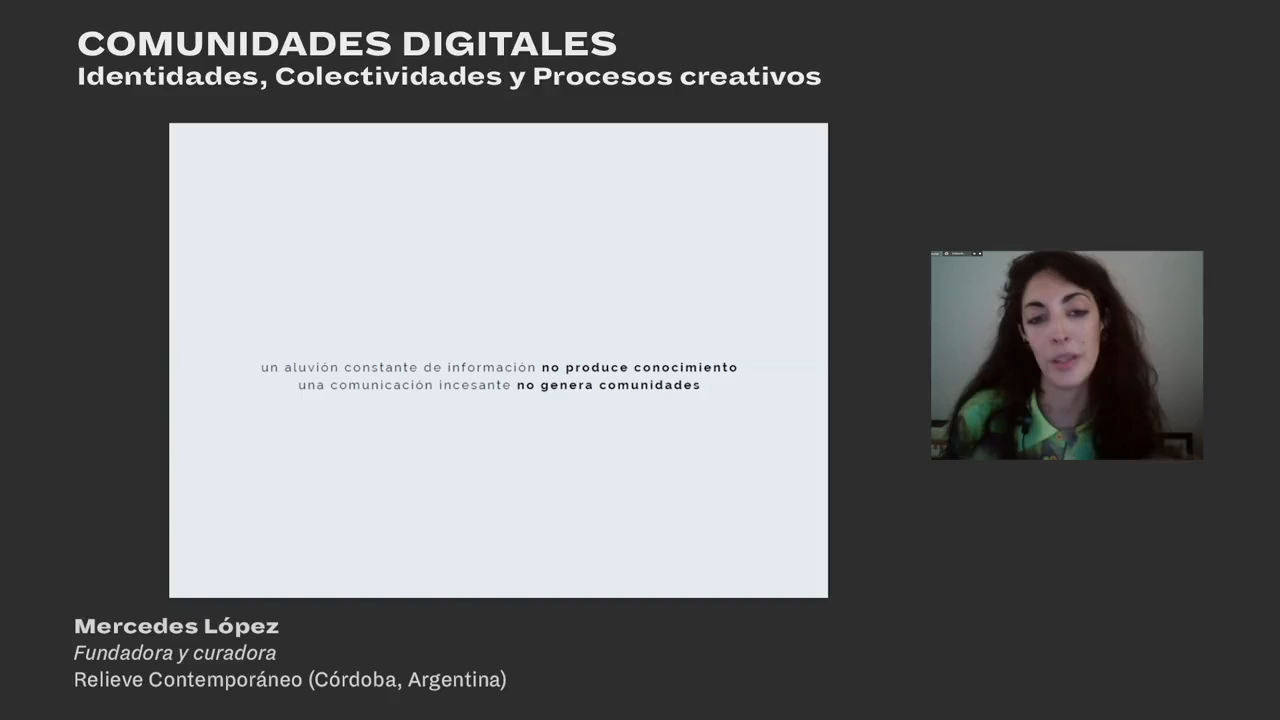 COMUNIDADES DIGITALES
Identidades, Colectividades y Procesos creativos
un aluvión constante de información no produce conocimiento
una comunicación incesante no genera comunidades
Mercedes López
Fundadora y curadora
Relieve Contemporáneo (Córdoba, Argentina)